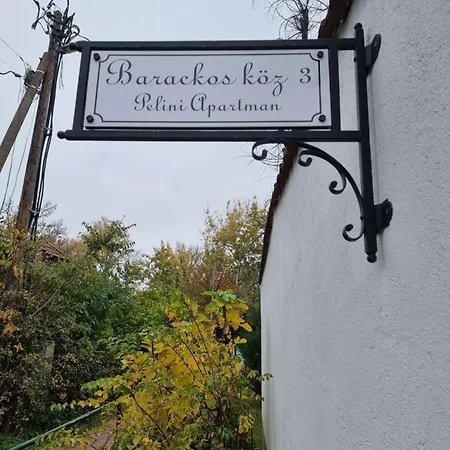 Barackos köz 3
Pelini Apartman